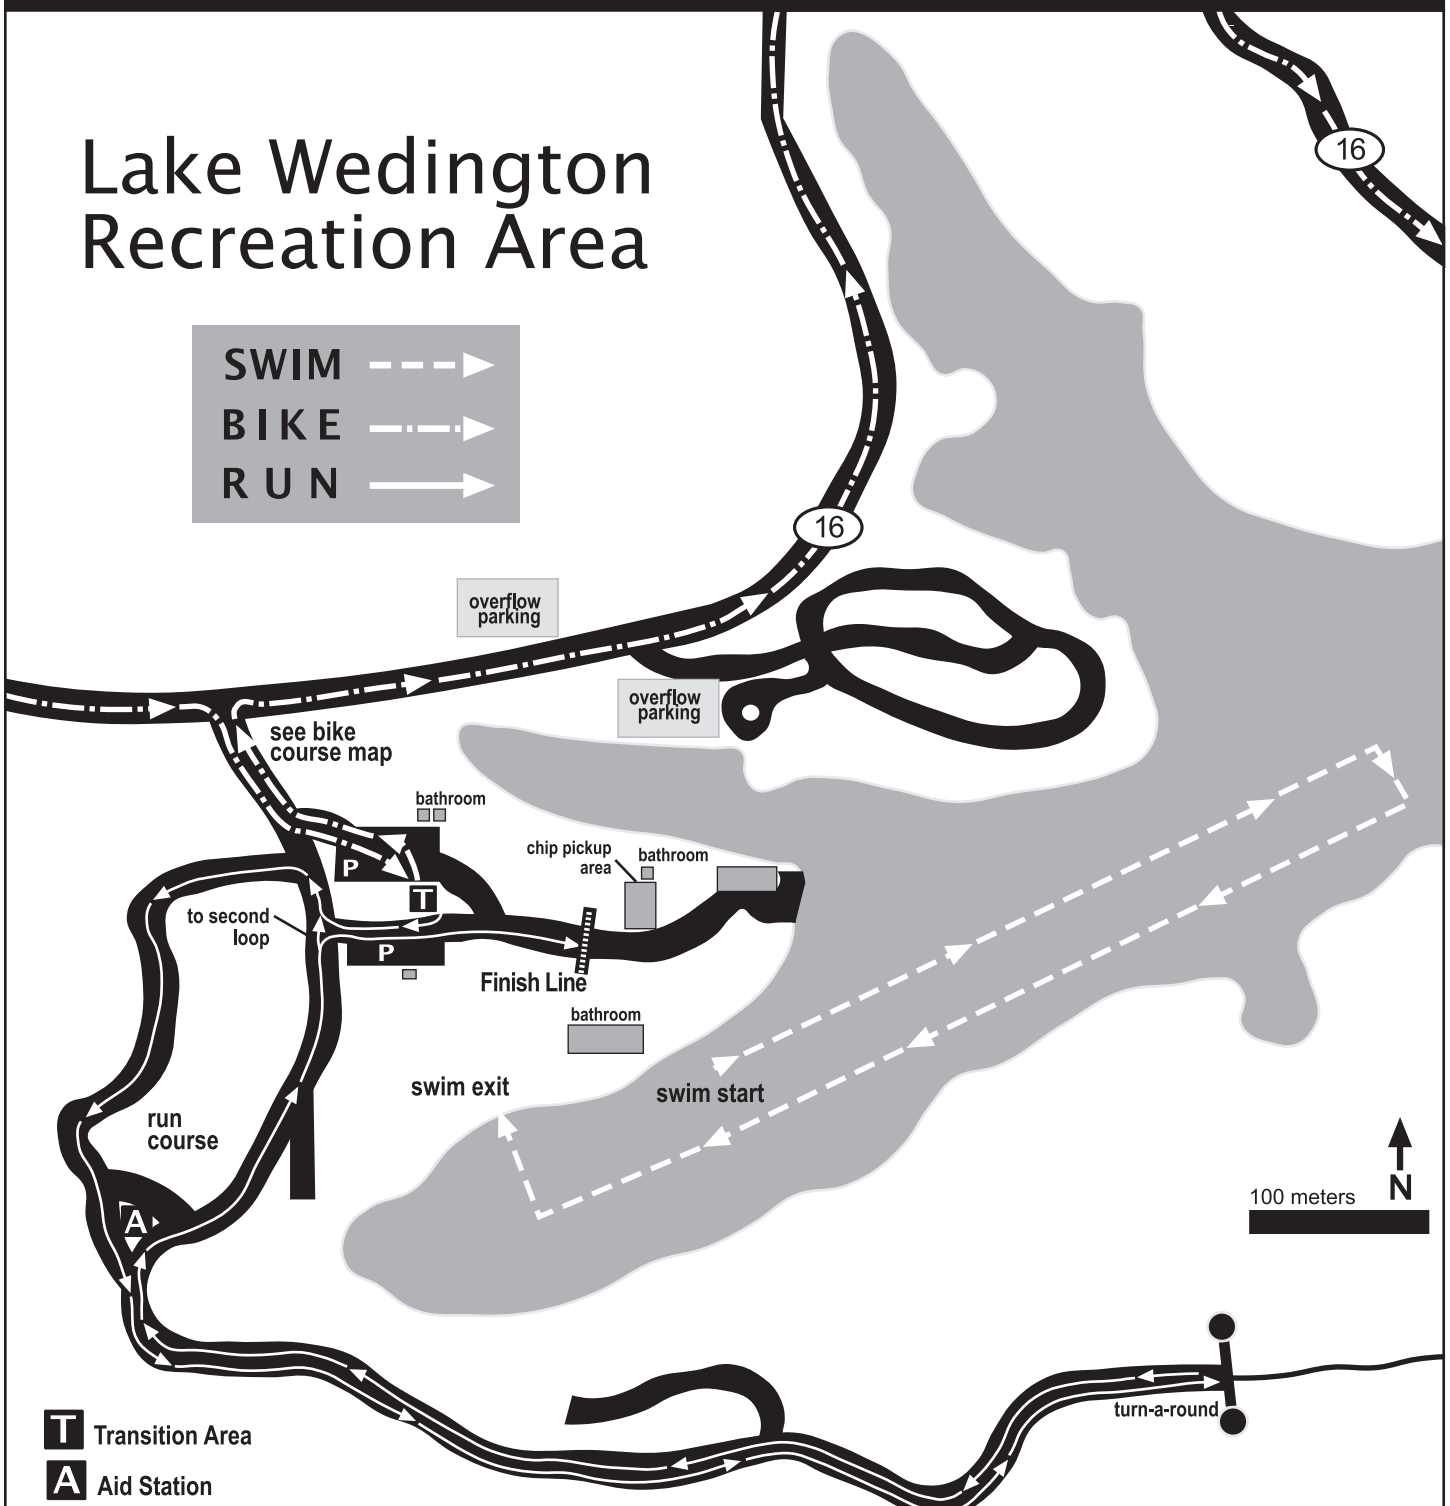 16
Lake Wedington
Recreation Area
SWIM
BIKE
RUN
16
overflow
parking
overflow
parking
see bike
course map
bathroom
chip pickup
area
bathroom
P
T
to second
loop
P
Finish Line
bathroom
swim exit
swim start
run
course
N
100 meters
A
turn-a-round
T Transition Area
A Aid Station